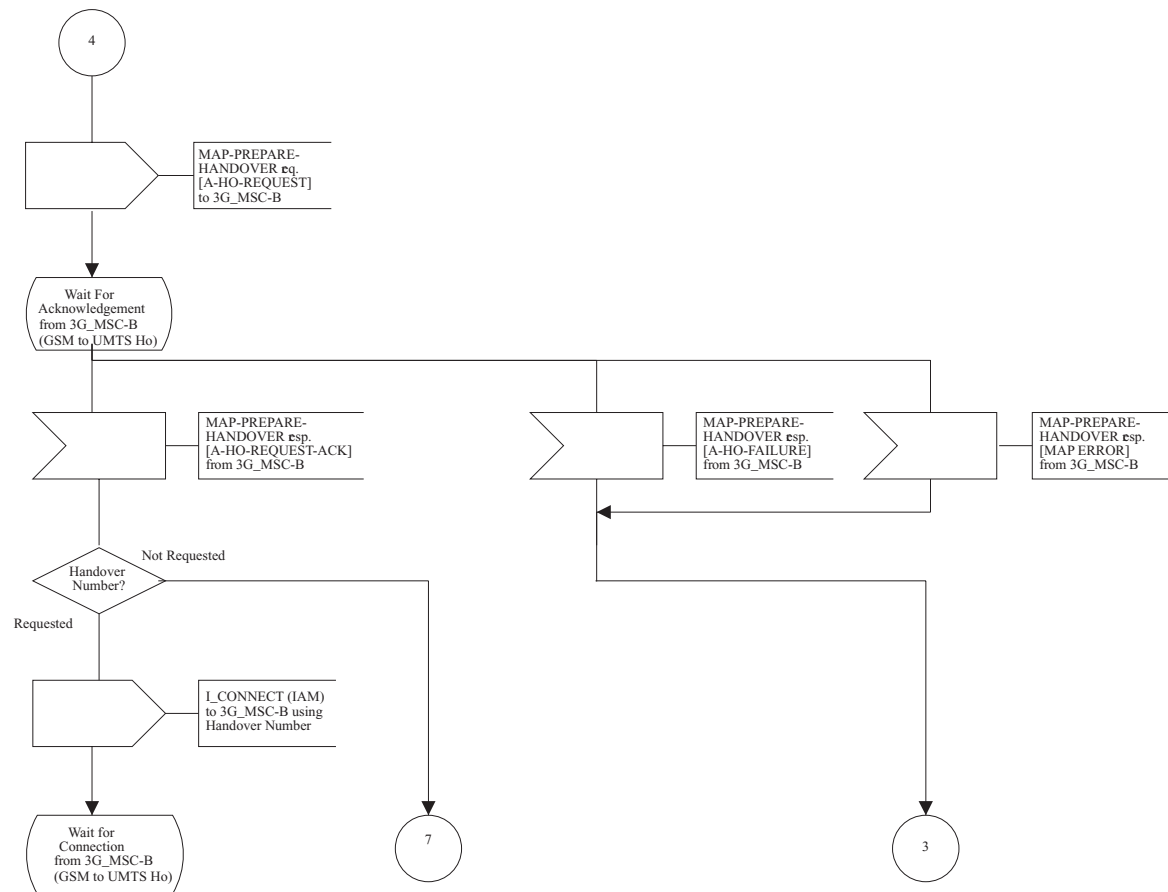 4
MAP-PREPARE-
HANDOVER req.
[A-HO-REQUEST]
to 3G_MSC-B
Wait For
Acknowledgement
from 3G_MSC-B
(GSM to UMTS Ho)
MAP-PREPARE-
HANDOVER resp.
[A-HO-REQUEST-ACK]
from 3G_MSC-B
MAP-PREPARE-
HANDOVER resp.
[A-HO-FAILURE]
from 3G_MSC-B
MAP-PREPARE-
HANDOVER resp.
[MAP ERROR]
from 3G_MSC-B
Handover
Number?
Not Requested
Requested
I_CONNECT (IAM)
to 3G_MSC-B using
Handover Number
Wait for
Connection
from 3G_MSC-B
(GSM to UMTS Ho)
7
3